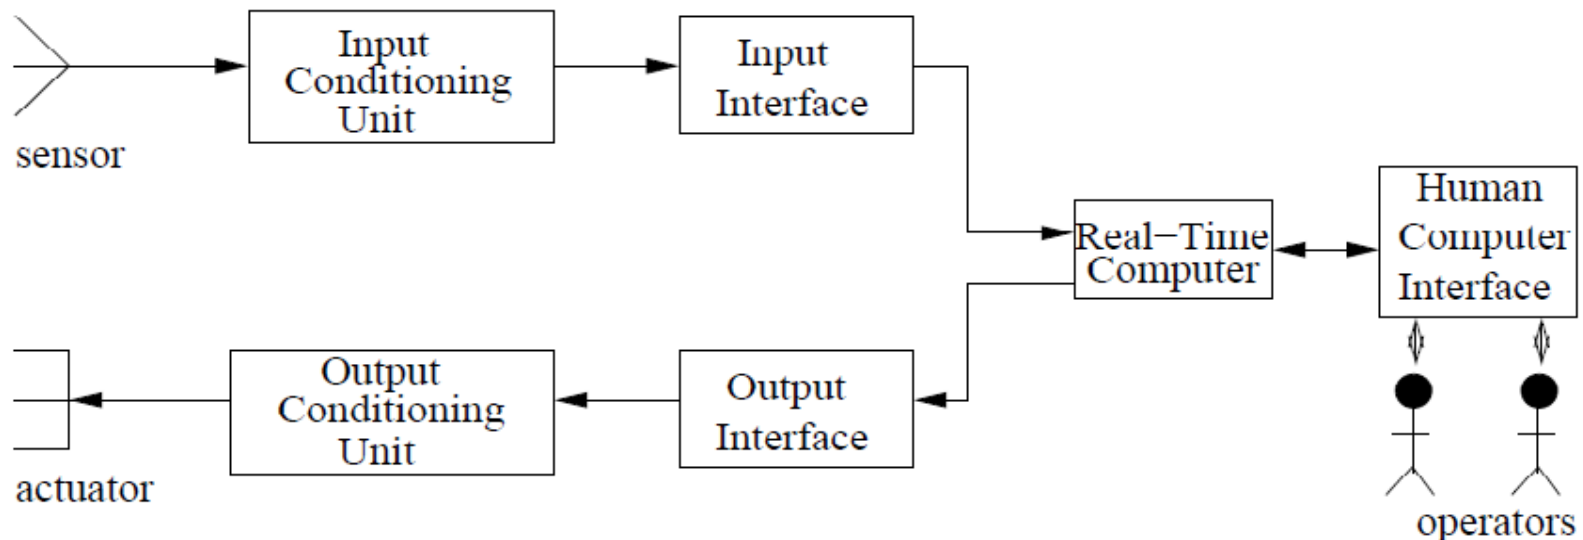 Input
Conditioning
Unit
Input
Interface
sensor
Real-Time
Computer
Human
Computer
Interface
Output
Conditioning
Unit
Output
Interface
actuator
operators